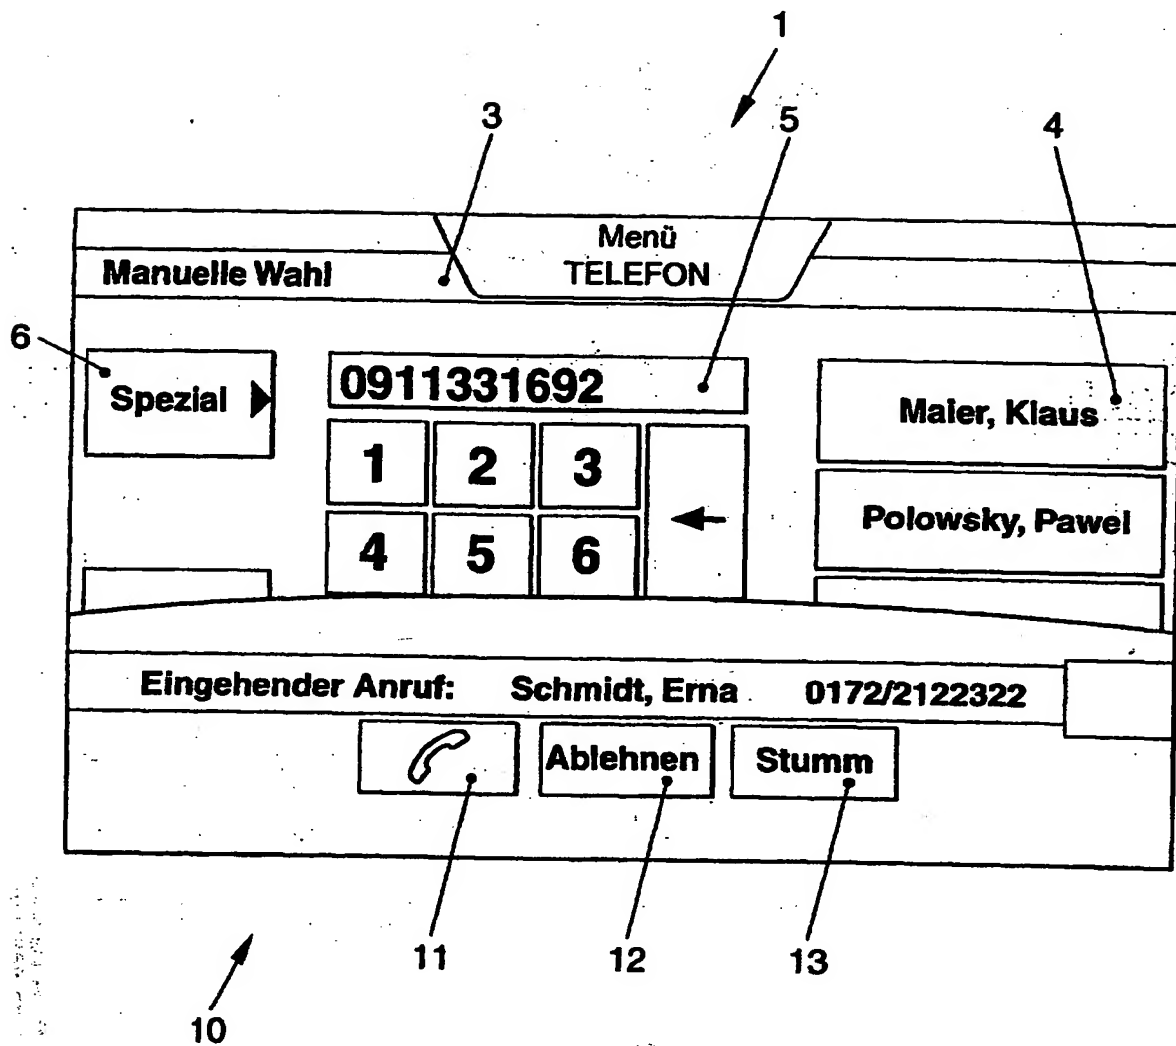 1
3
5
4
Menü
TELEFON
Manuelle Wahl
6
Spezial
0911331692
Maier, Klaus
1 2 3
Polowsky, Pawel
4 5 6
Eingehender Anruf: Schmidt, Erna 0172/2122322
Ablehnen
Stumm
11
12
13
10